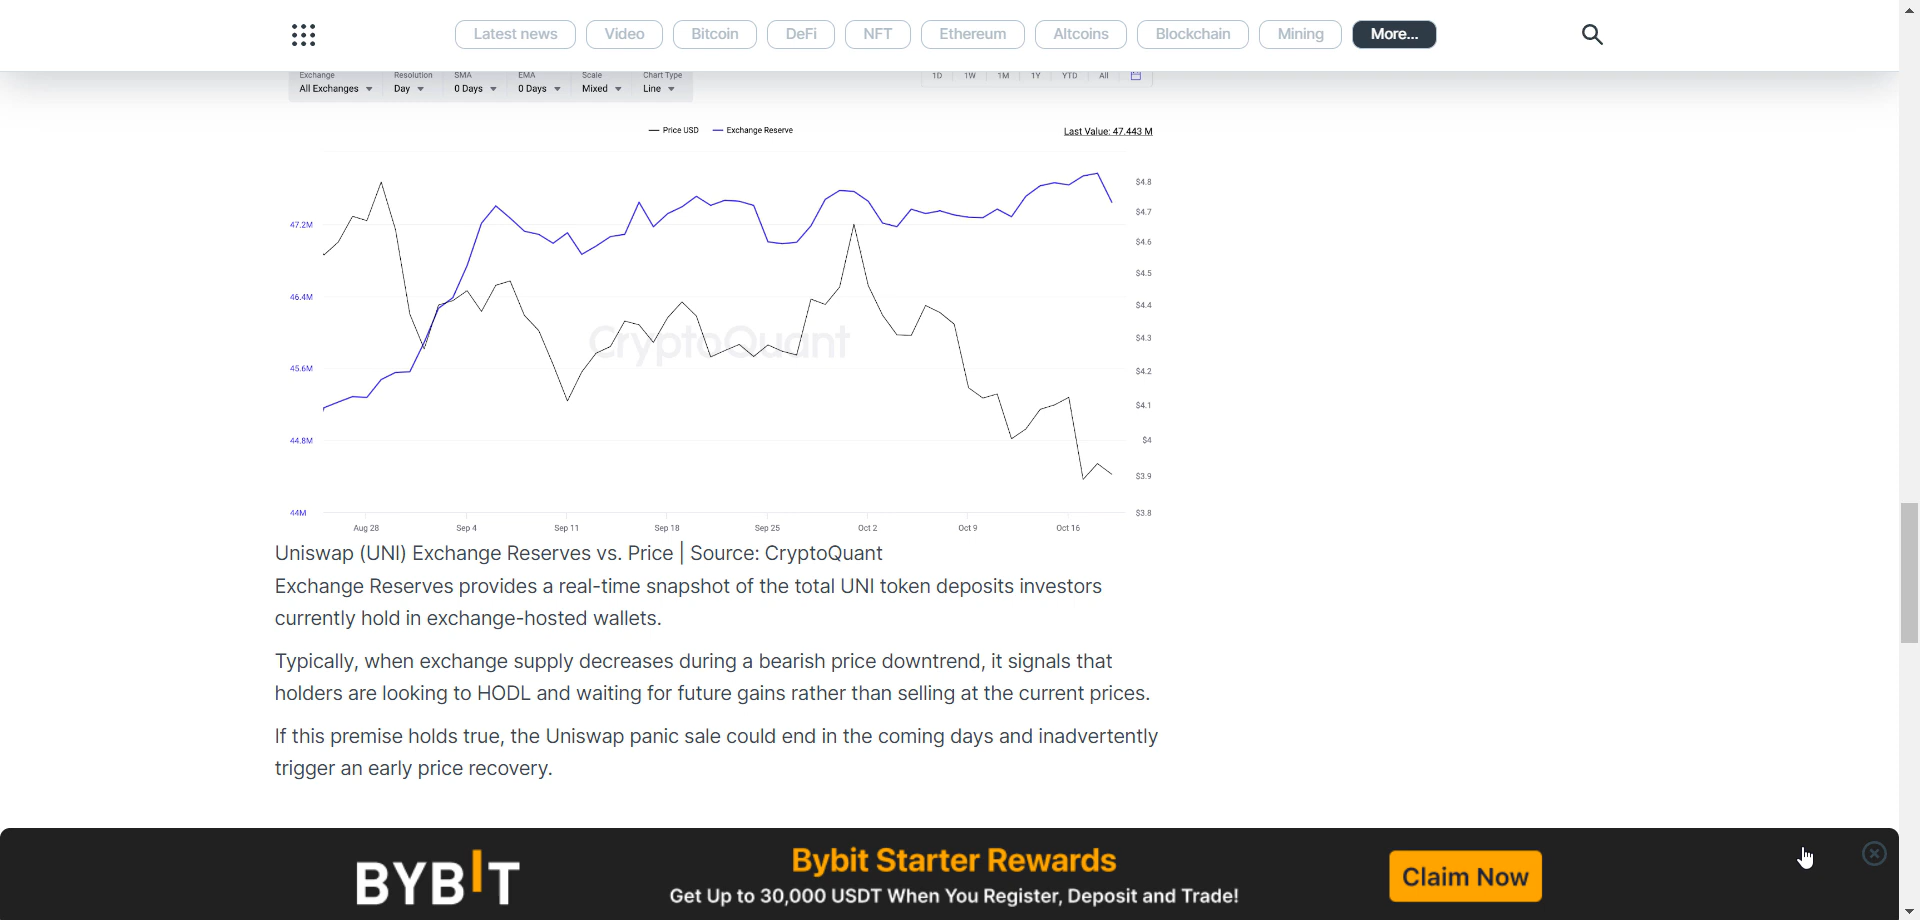 Latest news Video Bitcoin DeFi NFT Ethereum Altcoins Blockchain Mining More...
Exchange Resolution SMA EMA Scale Chart Type
All Exchanges Day 0 Days 0 Days Mixed Line
1D 1W 1M 1Y YTD All
Price USD Exchange Reserve
Last Value: 47.443 M
47.2M
46.4M
45.6M
44.8M
44M
$4.8
$4.7
$4.6
$4.5
$4.4
$4.3
$4.2
$4.1
$4
$3.9
$3.8
CryptoQuant
Aug 28 Sep 4 Sep 11 Sep 18 Sep 25 Oct 2 Oct 9 Oct 16
Uniswap (UNI) Exchange Reserves vs. Price | Source: CryptoQuant
Exchange Reserves provides a real-time snapshot of the total UNI token deposits investors
currently hold in exchange-hosted wallets.
Typically, when exchange supply decreases during a bearish price downtrend, it signals that
holders are looking to HODL and waiting for future gains rather than selling at the current prices.
If this premise holds true, the Uniswap panic sale could end in the coming days and inadvertently
trigger an early price recovery.
BYBIT
Bybit Starter Rewards
Get Up to 30,000 USDT When You Register, Deposit and Trade!
Claim Now